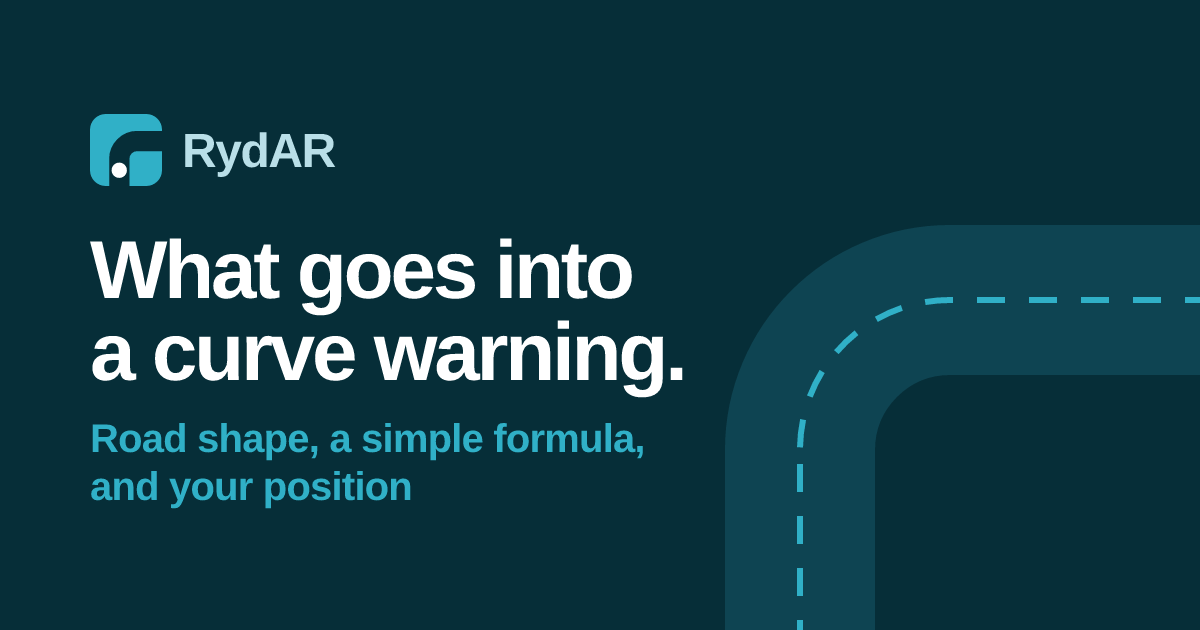 RydAR
What goes into
a curve warning.
Road shape, a simple formula,
and your position